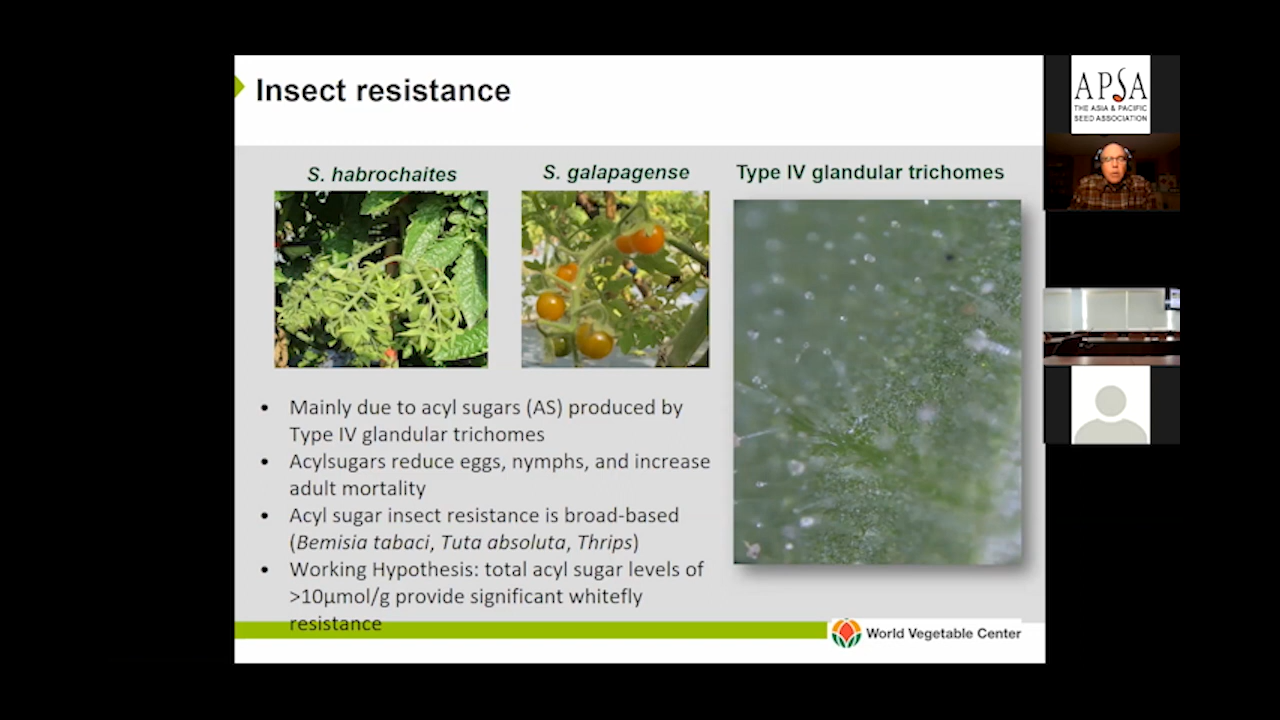 Insect resistance
S. habrochaites
S. galapagense
Type IV glandular trichomes
• Mainly due to acyl sugars (AS) produced by
Type IV glandular trichomes
• Acylsugars reduce eggs, nymphs, and increase
adult mortality
• Acyl sugar insect resistance is broad-based
(Bemisia tabaci, Tuta absoluta, Thrips)
• Working Hypothesis: total acyl sugar levels of
>10µmol/g provide significant whitefly
resistance
World Vegetable Center
APSA
THE ASIA & PACIFIC
SEED ASSOCIATION